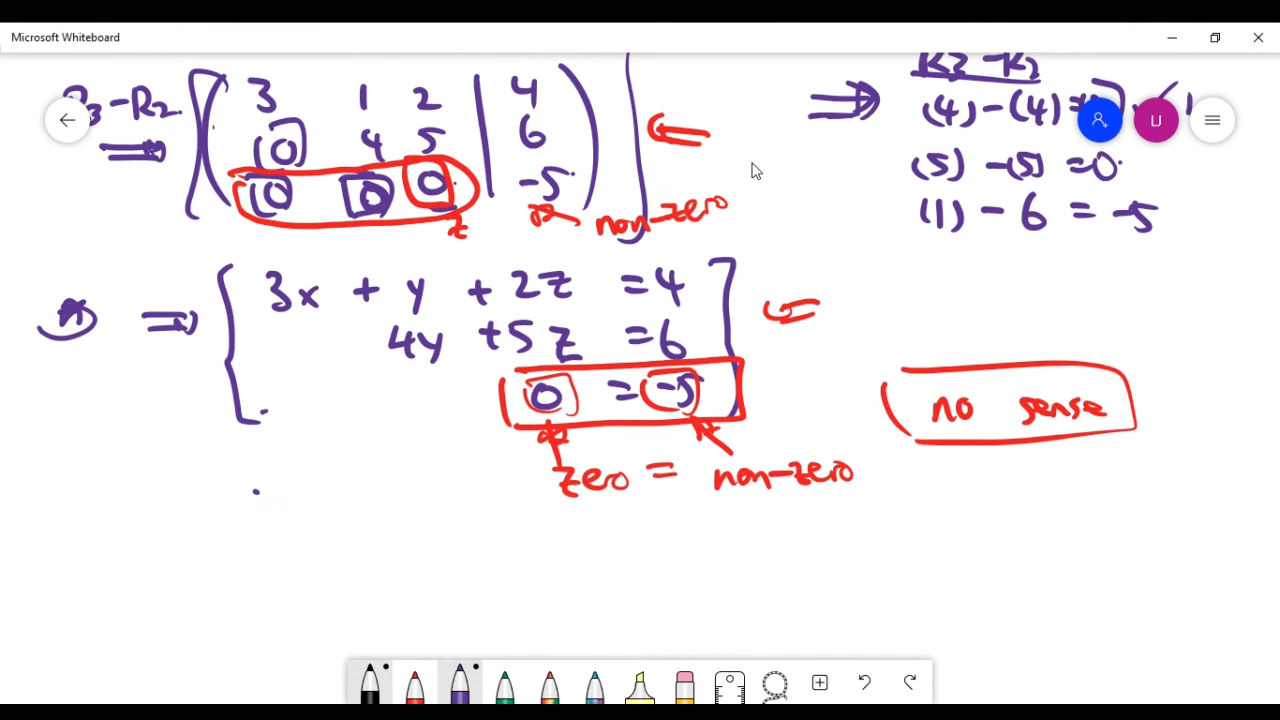 Microsoft Whiteboard
R3 - R2
R3 - R2 ⇒ ( 3 1 2 | 4 )
0 4 5 | 6
0 0 0 | -5
z
non-zero
⇒ (4) - (4) =
(5) - (5) = 0
(1) - 6 = -5
U
⇒ { 3x + y + 2z = 4
4y + 5z = 6
0 = -5
zero = non-zero
no sense